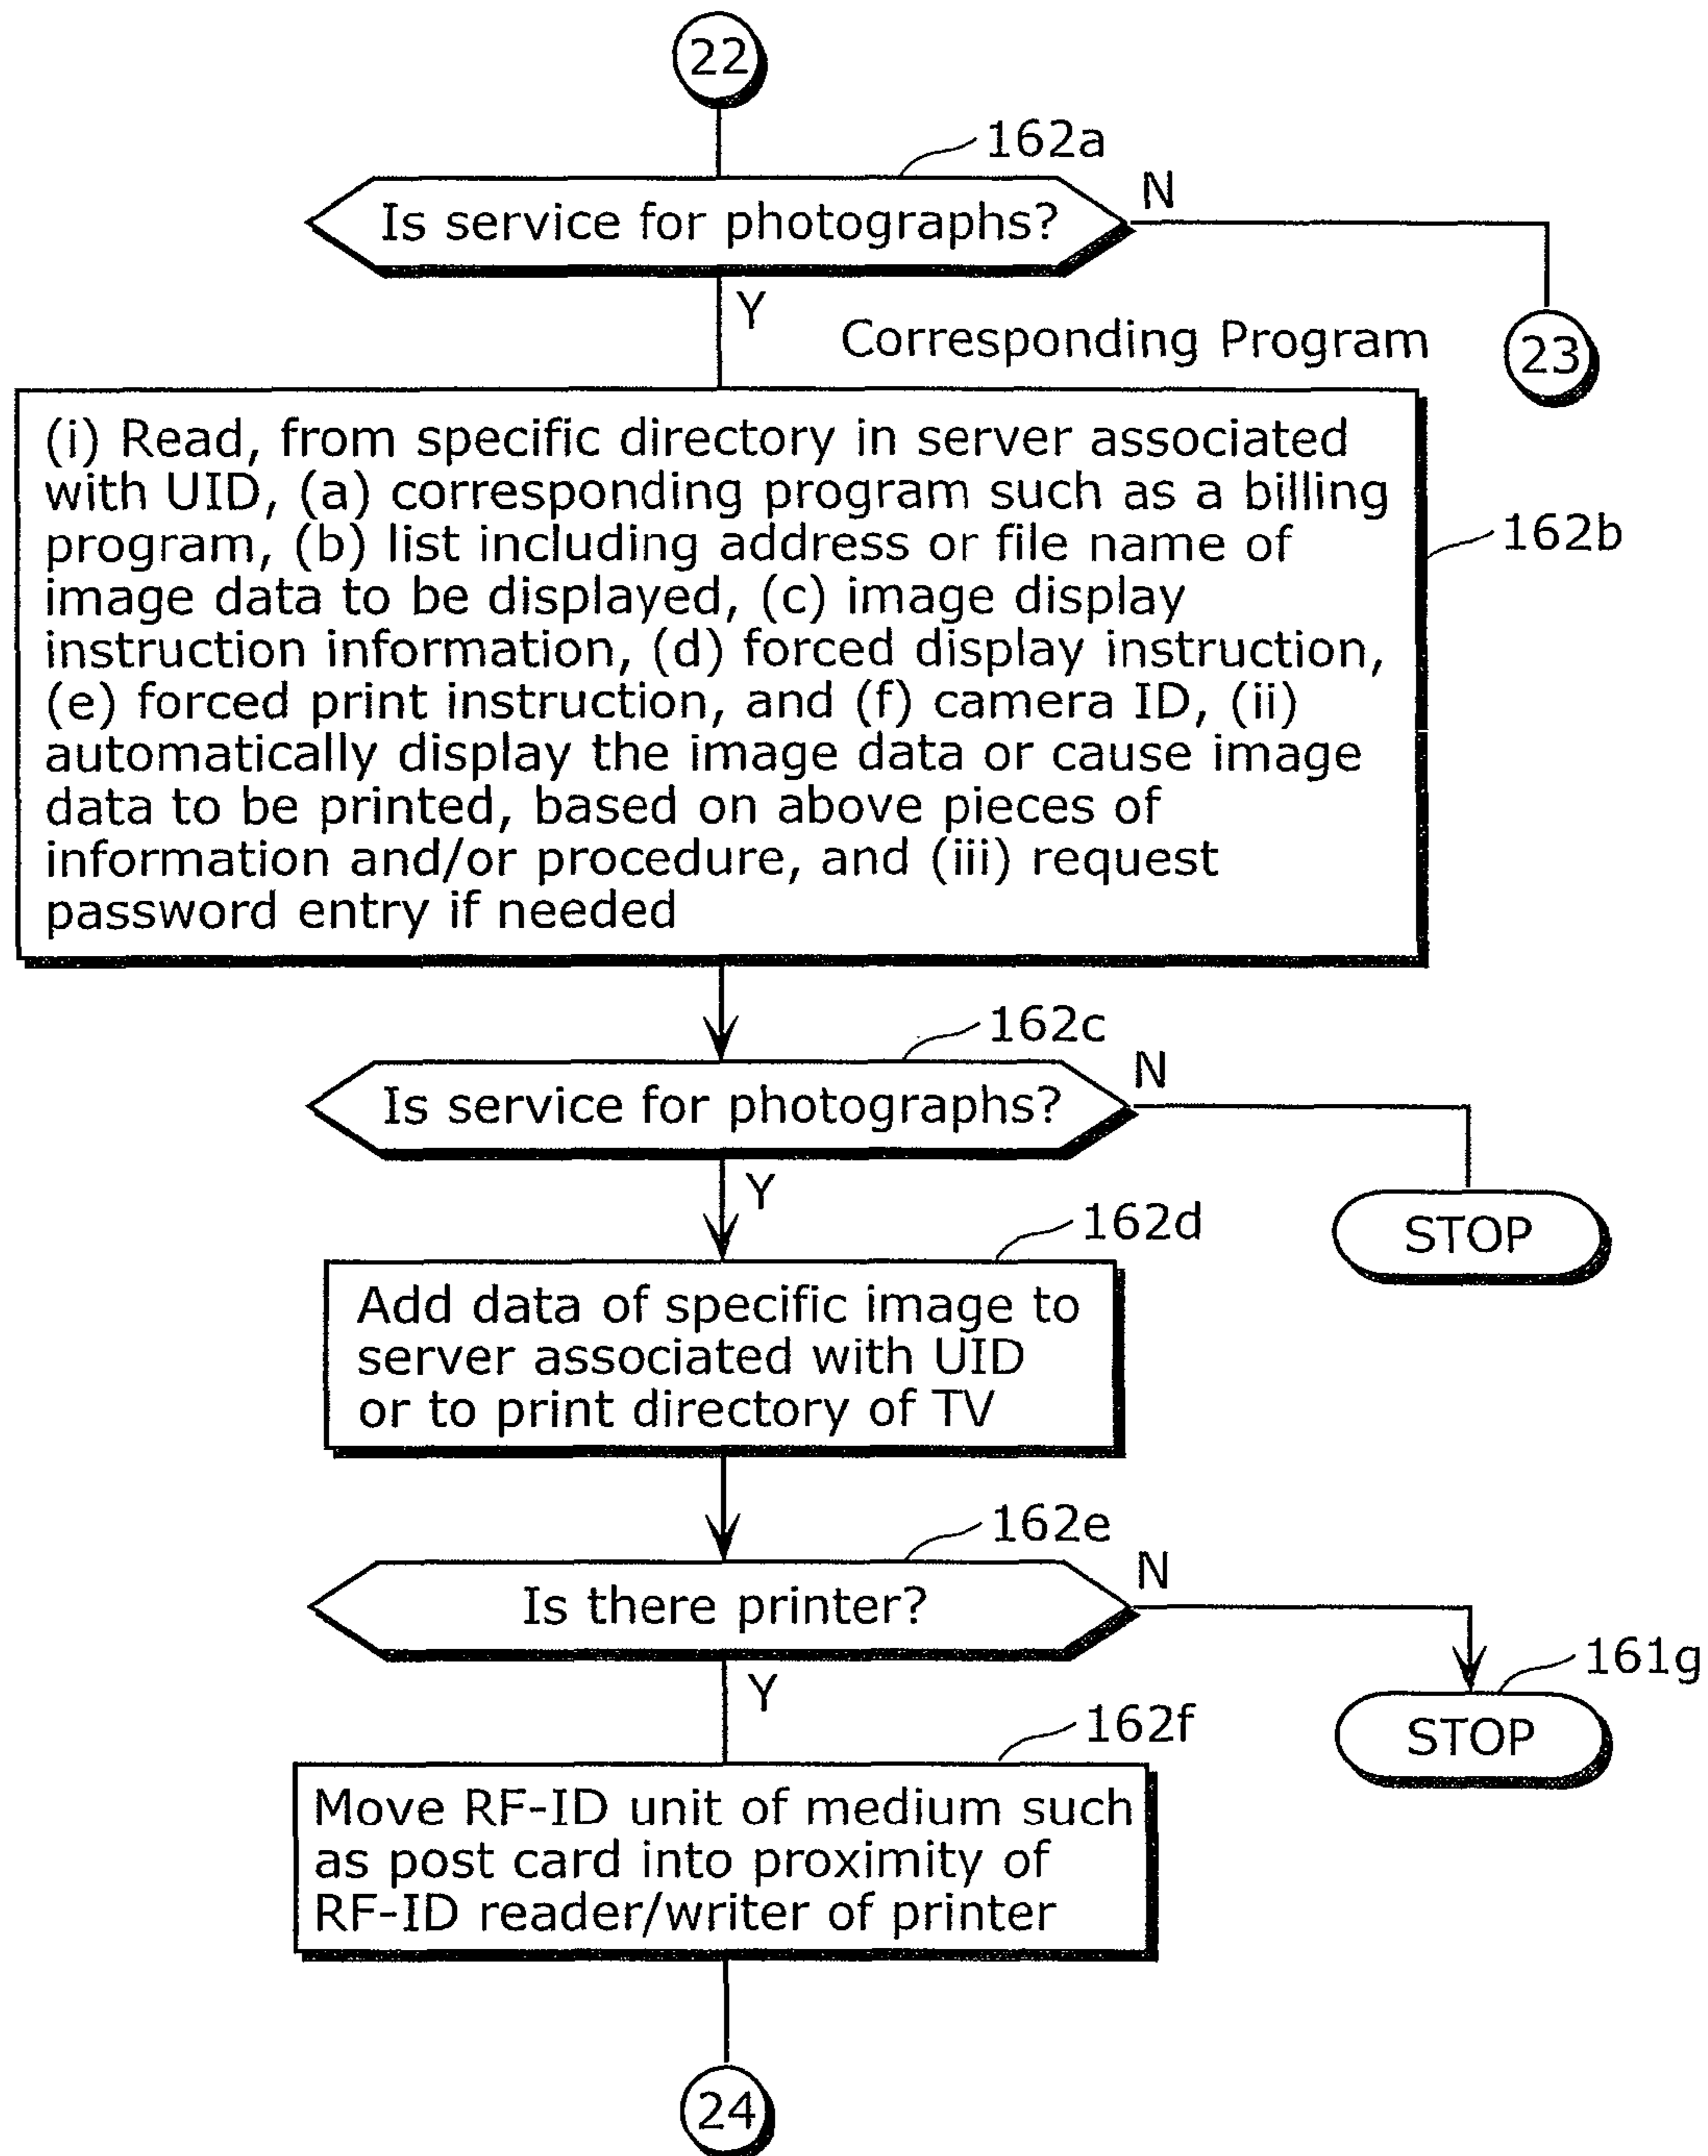 22
162a
Is service for photographs?
N
Y
Corresponding Program
23
(i) Read, from specific directory in server associated
with UID, (a) corresponding program such as a billing
program, (b) list including address or file name of
image data to be displayed, (c) image display
instruction information, (d) forced display instruction,
(e) forced print instruction, and (f) camera ID, (ii)
automatically display the image data or cause image
data to be printed, based on above pieces of
information and/or procedure, and (iii) request
password entry if needed
162b
162c
Is service for photographs?
N
Y
STOP
162d
Add data of specific image to
server associated with UID
or to print directory of TV
162e
Is there printer?
N
Y
161g
STOP
162f
Move RF-ID unit of medium such
as post card into proximity of
RF-ID reader/writer of printer
24